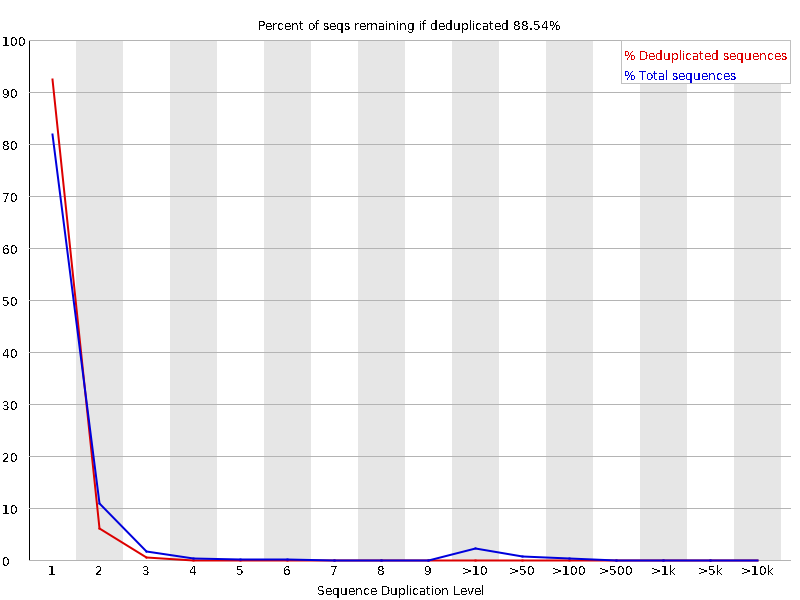 Percent of seqs remaining if deduplicated 88.54%
% Deduplicated sequences
% Total sequences
100
90
80
70
60
50
40
30
20
10
0
1 2 3 4 5 6 7 8 9 >10 >50 >100 >500 >1k >5k >10k
Sequence Duplication Level